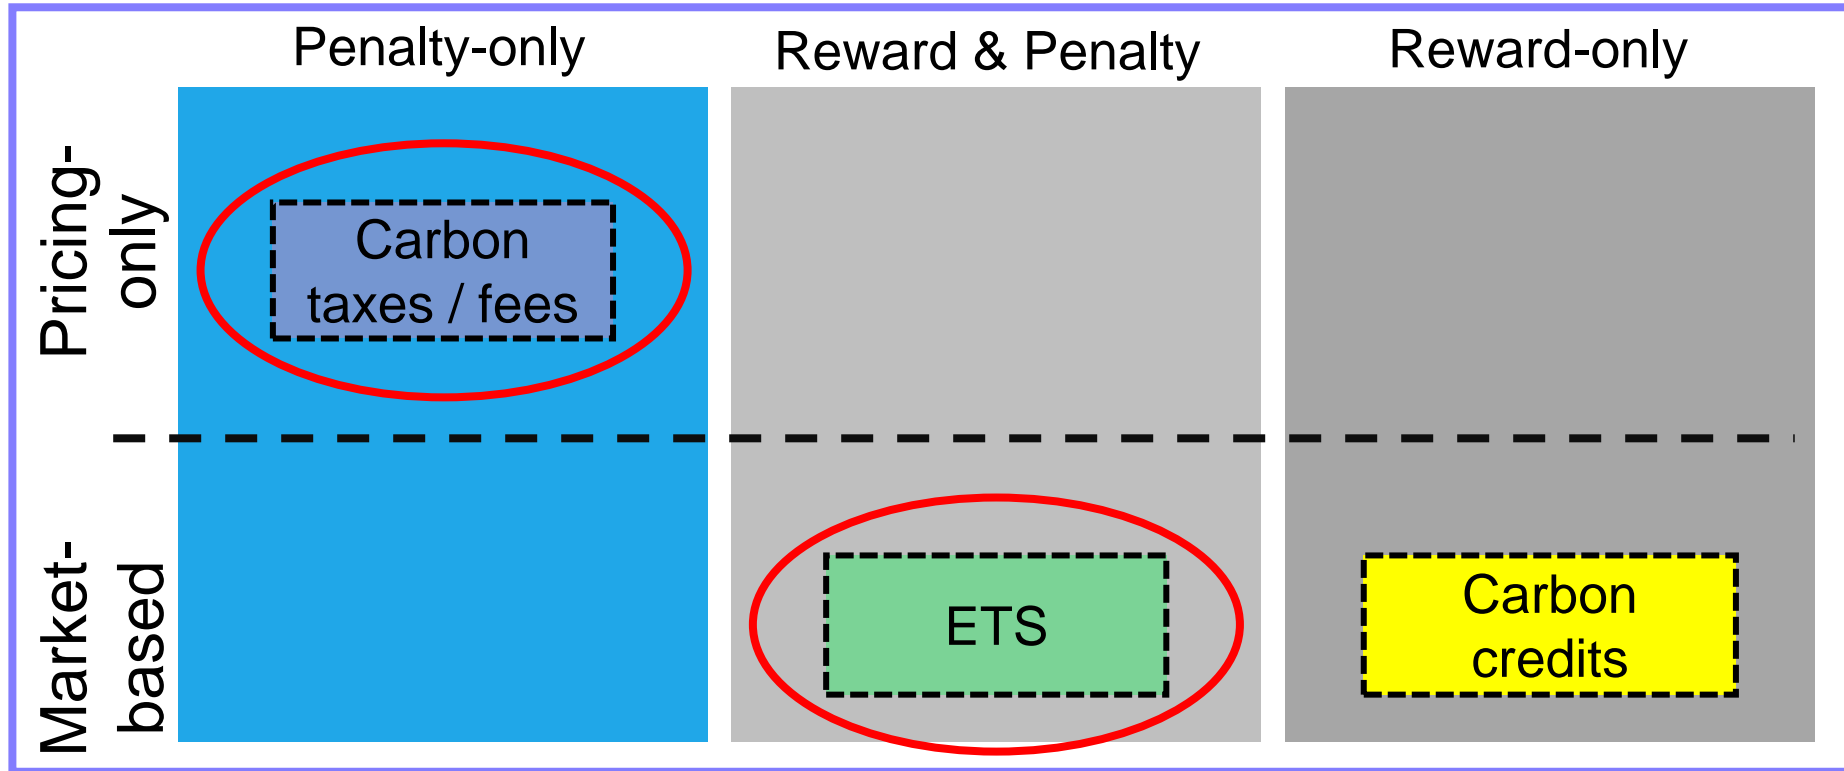 Penalty-only
Reward & Penalty
Reward-only
Pricing-
only
Carbon
taxes / fees
Market-
based
ETS
Carbon
credits